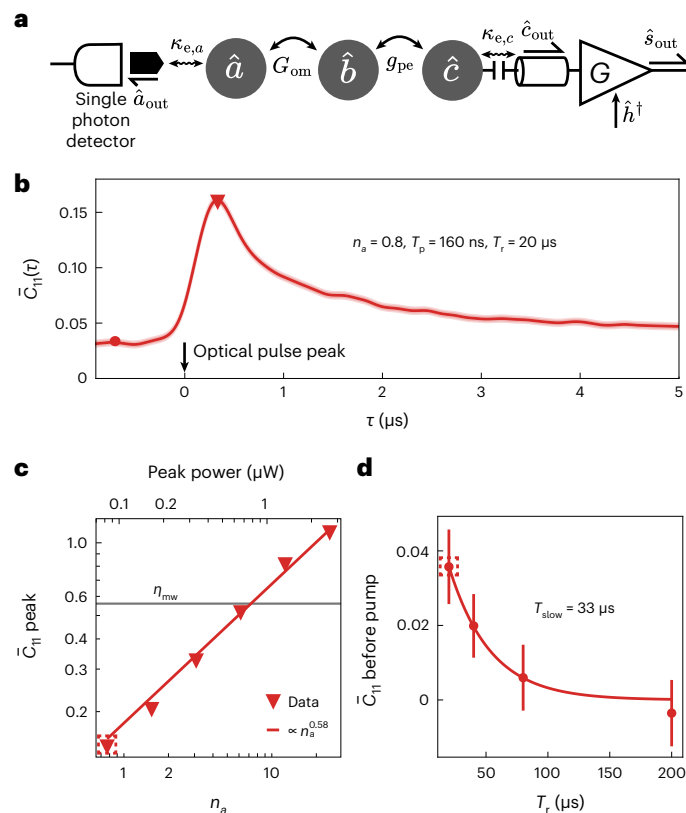 a
κe,a
Gom
gpe
κe,c
ĉout
ŝout
â
b̂
ĉ
G
âout
ĥ†
Single
photon
detector
b
C̄11(τ)
0.15
0.10
0.05
0
na = 0.8, Tp = 160 ns, Tr = 20 μs
Optical pulse peak
0 1 2 3 4 5
τ (μs)
c
Peak power (μW)
0.1 0.2 1
C̄11 peak
1.0
0.6
0.4
0.3
0.2
ηmw
Data
∝ na^0.58
1 2 10
na
d
C̄11 before pump
0.04
0.02
0
Tslow = 33 μs
50 100 150 200
Tr (μs)